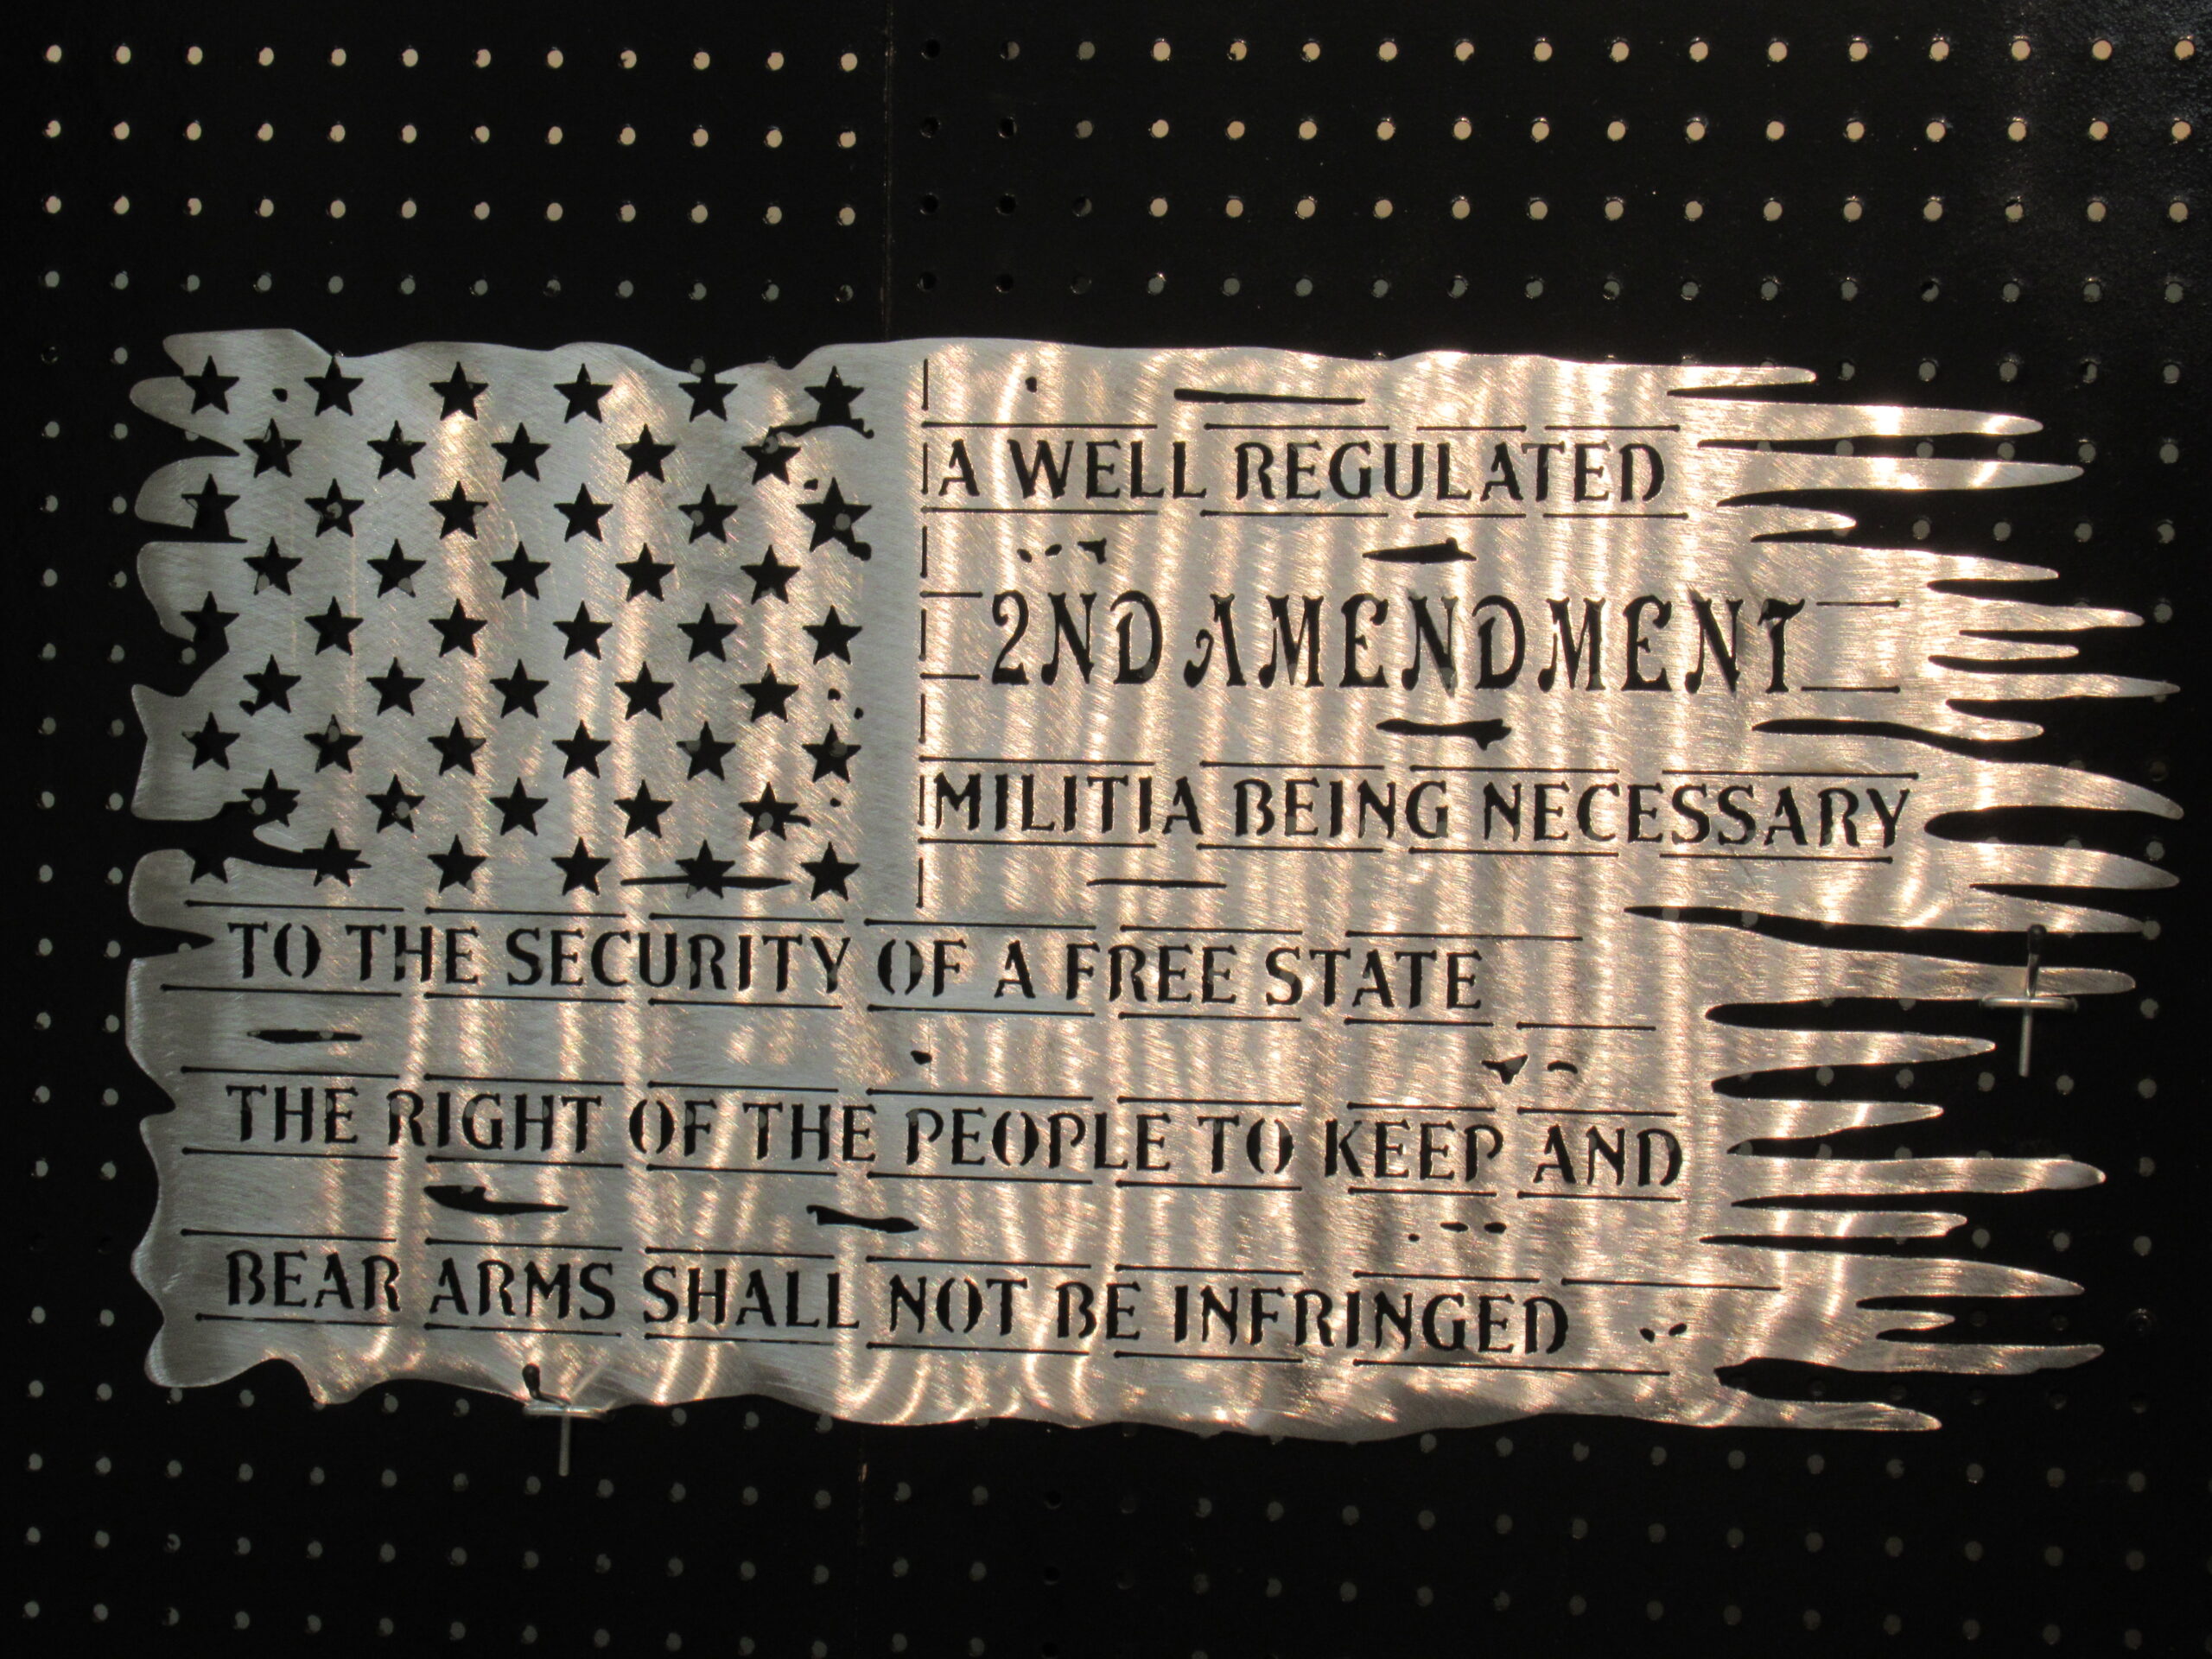 A WELL REGULATED
2ND AMENDMENT
MILITIA BEING NECESSARY
TO THE SECURITY OF A FREE STATE
THE RIGHT OF THE PEOPLE TO KEEP AND
BEAR ARMS SHALL NOT BE INFRINGED